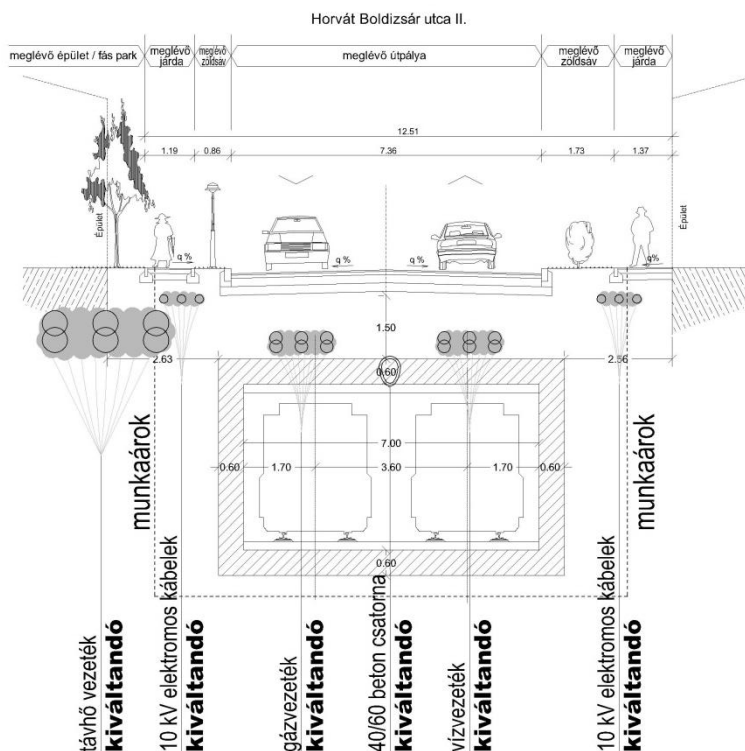 Horvát Boldizsár utca II.
meglévő épület / fás park
meglévő
járda
meglévő
zöldsáv
meglévő útpálya
meglévő
zöldsáv
meglévő
járda
12.51
1.19
0.86
7.36
1.73
1.37
Épület
Épület
q %
q %
q %
q%
1.50
2.63
0.60
2.56
7.00
0.60
1.70
3.60
1.70
0.60
0.60
munkaárok
munkaárok
távhő vezeték
kiváltandó
10 kV elektromos kábelek
kiváltandó
gázvezeték
kiváltandó
40/60 beton csatorna
kiváltandó
vízvezeték
kiváltandó
10 kV elektromos kábelek
kiváltandó